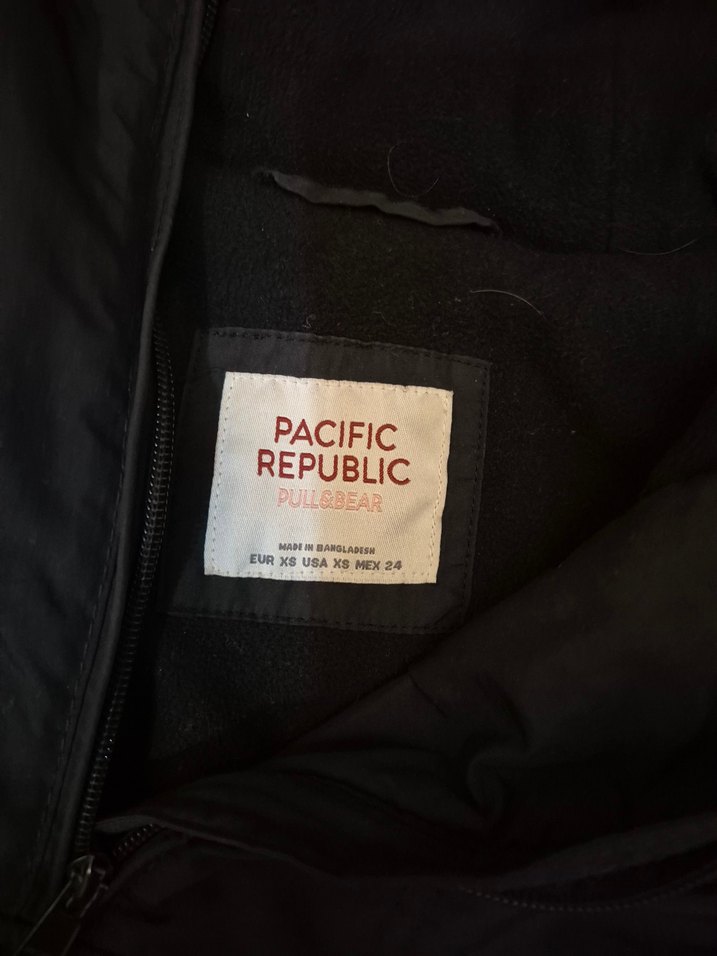 PACIFIC
REPUBLIC
PULL&BEAR
MADE IN BANGLADESH
EUR XS USA XS MEX 24